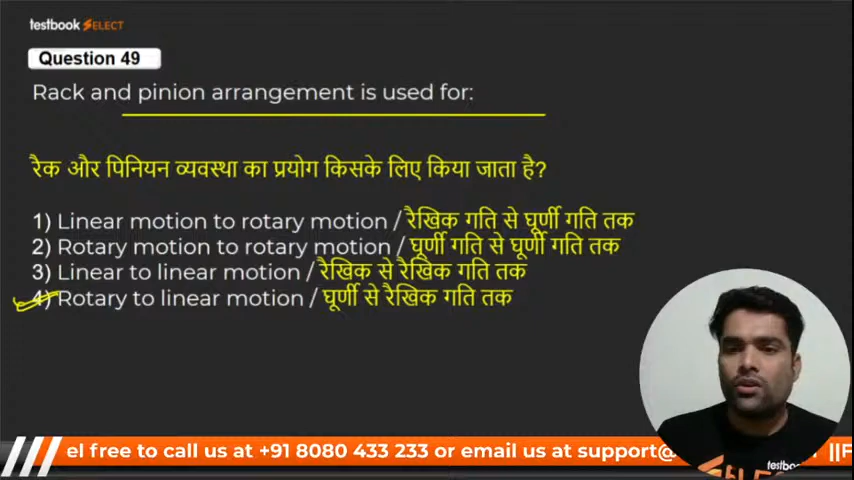 testbook SELECT
Question 49
Rack and pinion arrangement is used for:
रैक और पिनियन व्यवस्था का प्रयोग किसके लिए किया जाता है?
1) Linear motion to rotary motion / रैखिक गति से घूर्णी गति तक
2) Rotary motion to rotary motion / घूर्णी गति से घूर्णी गति तक
3) Linear to linear motion / रैखिक से रैखिक गति तक
4) Rotary to linear motion / घूर्णी से रैखिक गति तक
el free to call us at +91 8080 433 233 or email us at support@ ||F
testbook
SELECT